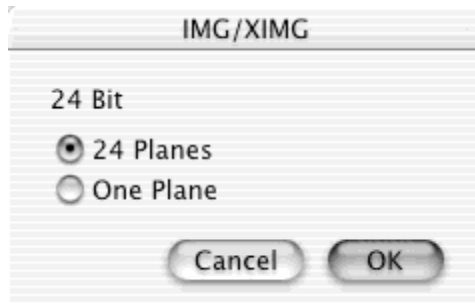 IMG/XIMG
24 Bit
24 Planes
One Plane
Cancel OK